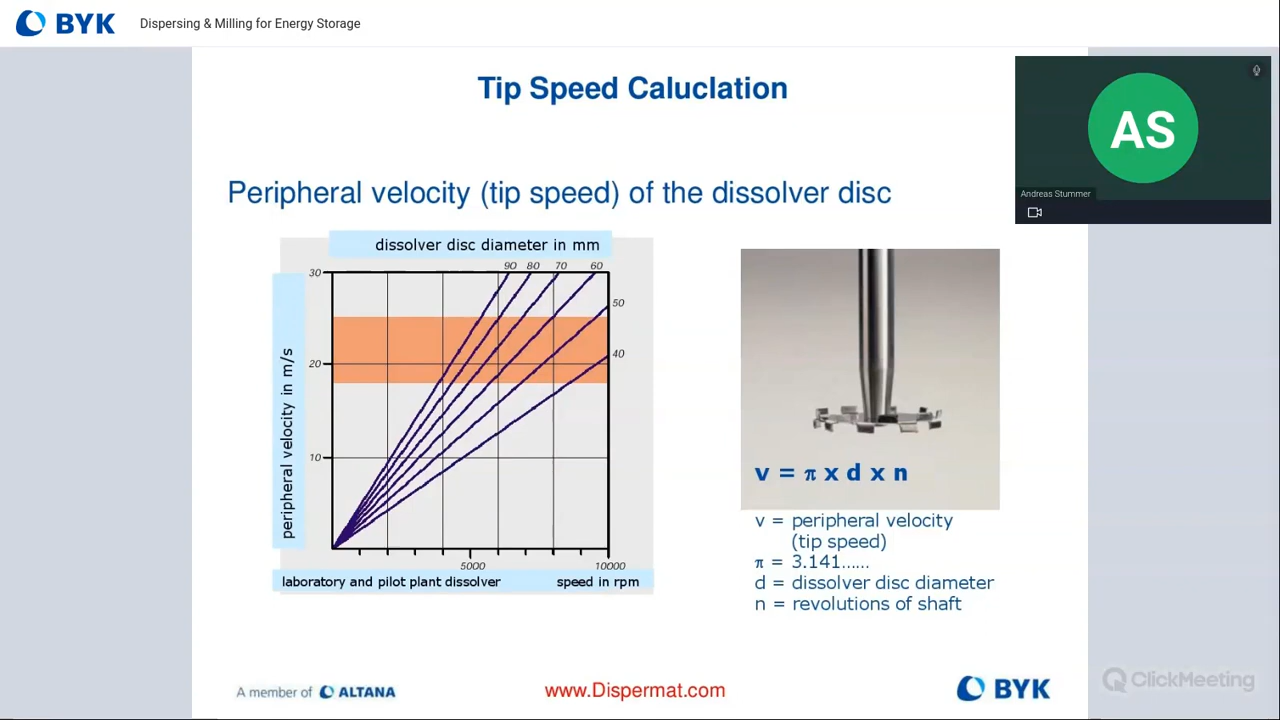 BYK Dispersing & Milling for Energy Storage
Tip Speed Caluclation
AS
Andreas Stummer
Peripheral velocity (tip speed) of the dissolver disc
dissolver disc diameter in mm
90 80 70 60
30
50
40
20
10
peripheral velocity in m/s
5000 10000
laboratory and pilot plant dissolver speed in rpm
v = π x d x n
v = peripheral velocity
(tip speed)
π = 3.141......
d = dissolver disc diameter
n = revolutions of shaft
A member of ALTANA
www.Dispermat.com
BYK
ClickMeeting